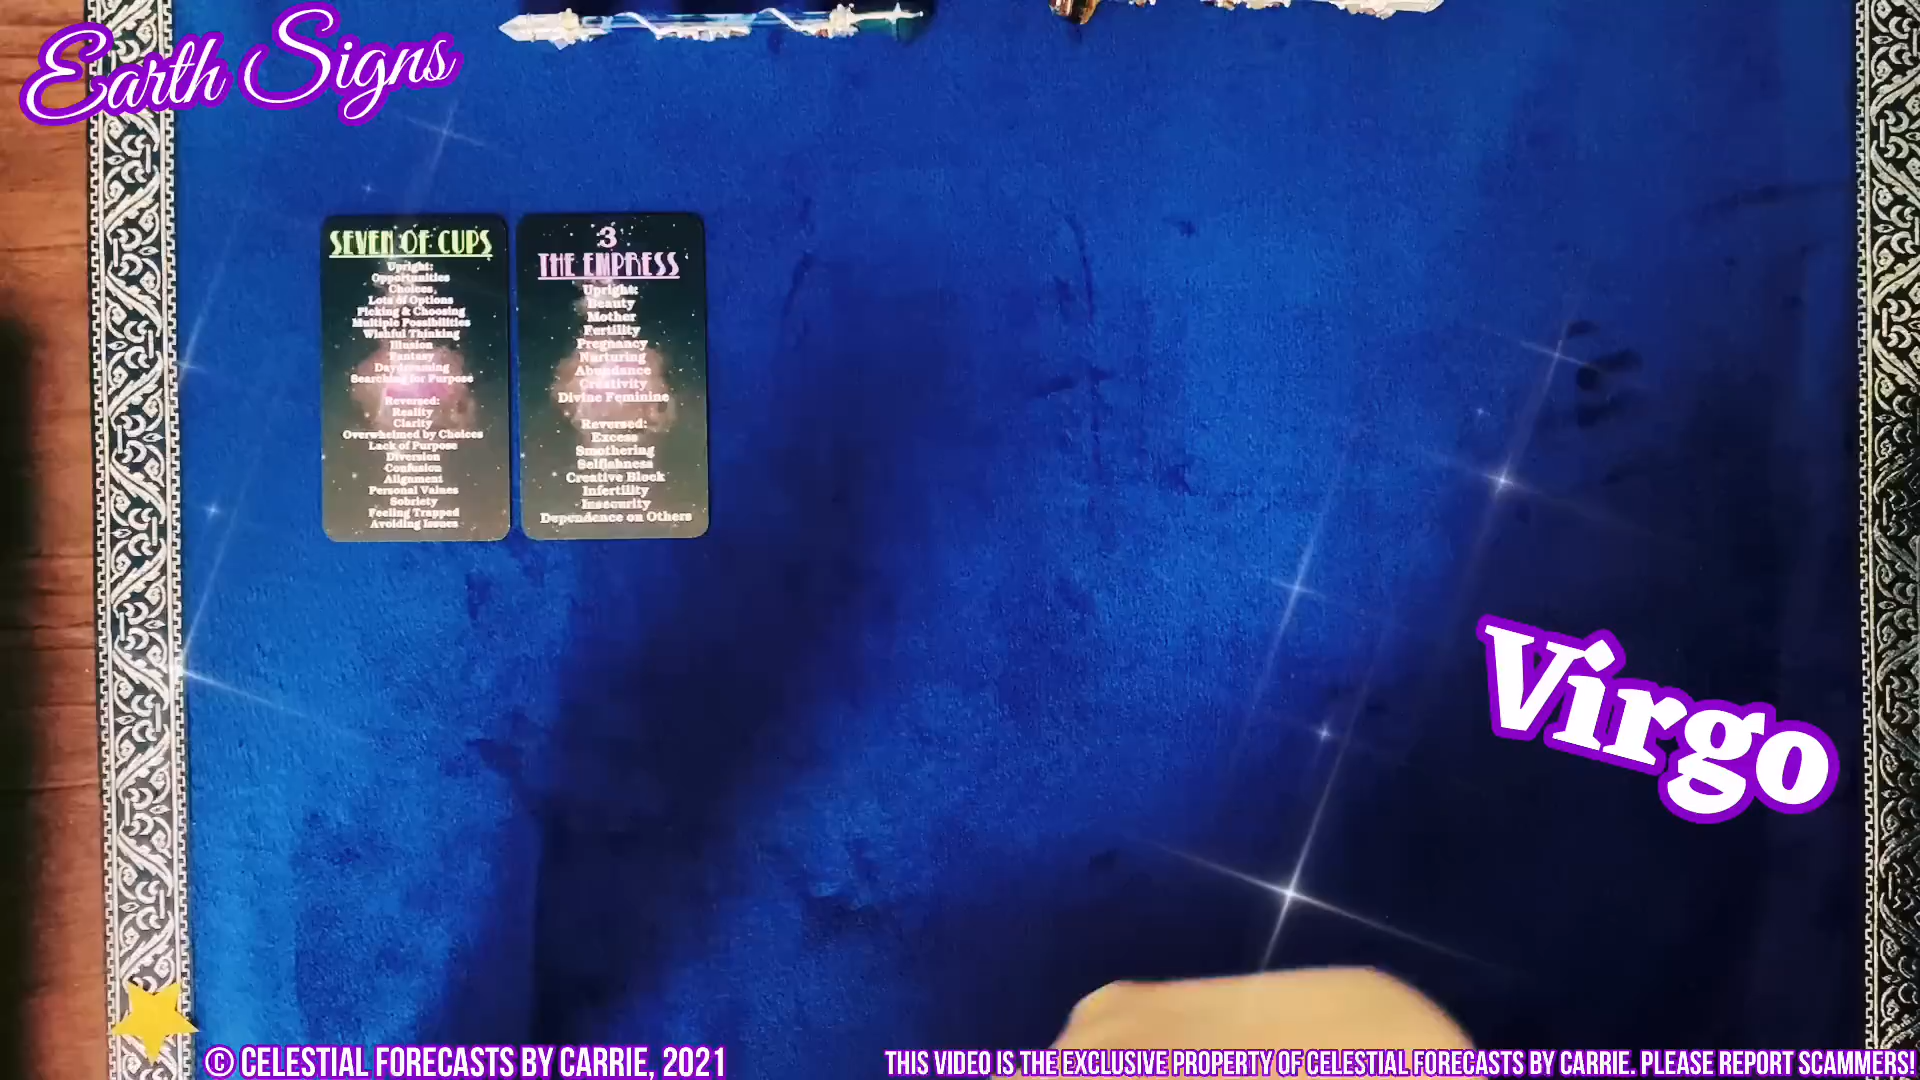 Earth Signs
SEVEN OF CUPS
Upright:
Opportunities
Choices
Lots of Options
Picking & Choosing
Multiple Possibilities
Wishful Thinking
Illusion
Fantasy
Daydreaming
Searching for Purpose
Reversed:
Reality
Clarity
Overwhelmed by Choices
Lack of Purpose
Diversion
Confusion
Alignment
Personal Values
Sobriety
Feeling Trapped
Avoiding Issues
3
THE EMPRESS
Upright:
Beauty
Mother
Fertility
Pregnancy
Nurturing
Abundance
Creativity
Divine Feminine
Reversed:
Excess
Smothering
Selfishness
Creative Block
Infertility
Insecurity
Dependence on Others
Virgo
© CELESTIAL FORECASTS BY CARRIE, 2021
THIS VIDEO IS THE EXCLUSIVE PROPERTY OF CELESTIAL FORECASTS BY CARRIE. PLEASE REPORT SCAMMERS!